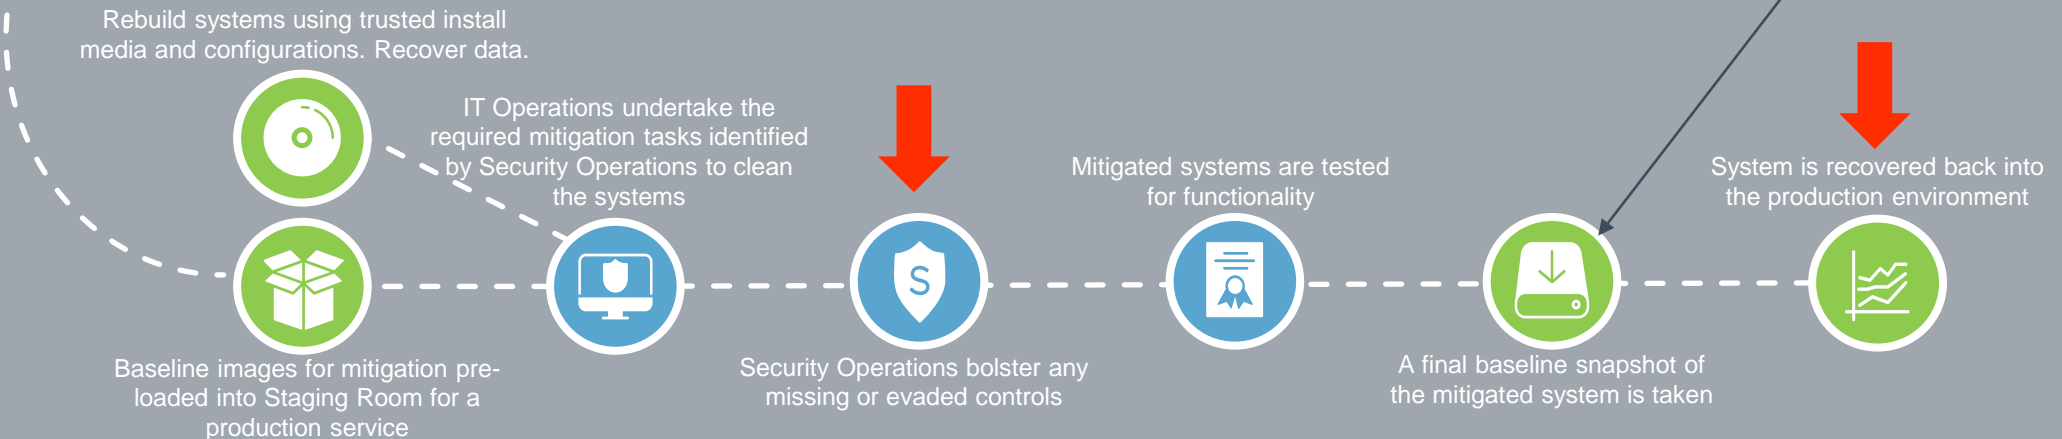 Rebuild systems using trusted install
media and configurations. Recover data.
IT Operations undertake the
required mitigation tasks identified
by Security Operations to clean
the systems
Mitigated systems are tested
for functionality
System is recovered back into
the production environment
S
Baseline images for mitigation pre-
loaded into Staging Room for a
production service
Security Operations bolster any
missing or evaded controls
A final baseline snapshot of
the mitigated system is taken